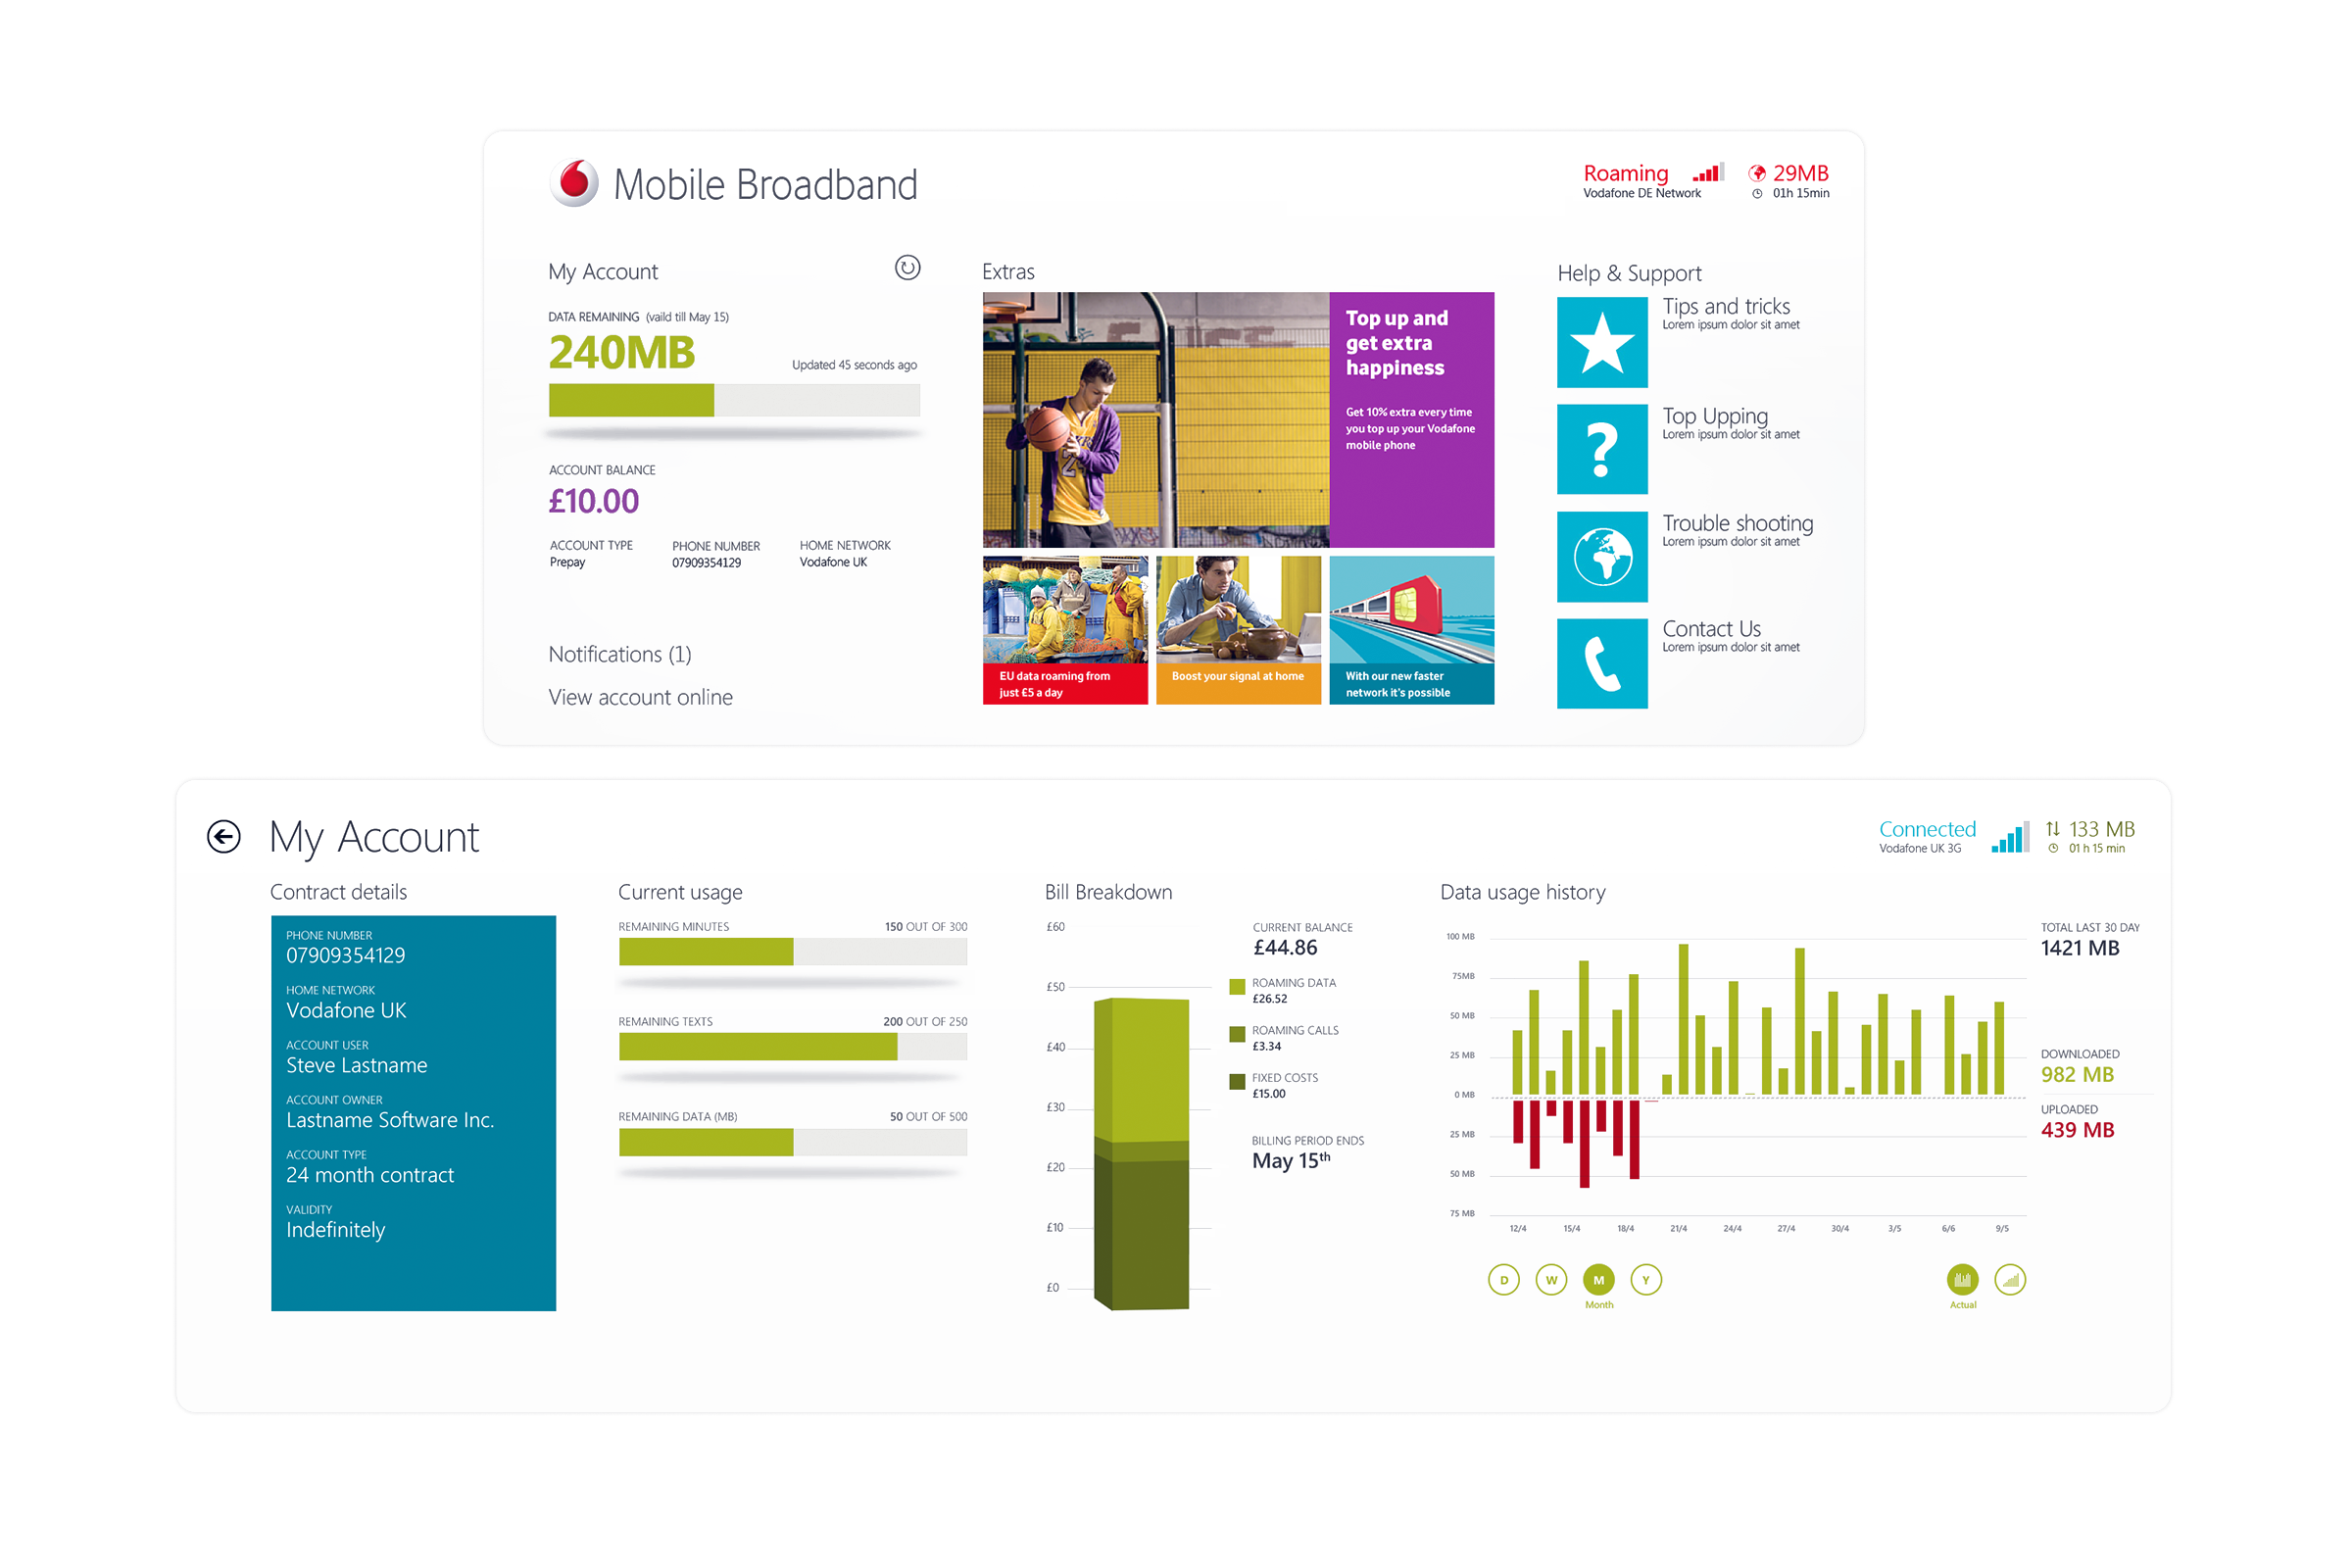 Mobile Broadband
Roaming
Vodafone DE Network
29MB
01h 15min
My Account
DATA REMAINING (vaild till May 15)
240MB
Updated 45 seconds ago
ACCOUNT BALANCE
£10.00
ACCOUNT TYPE
Prepay
PHONE NUMBER
07909354129
HOME NETWORK
Vodafone UK
Notifications (1)
View account online
Extras
Top up and
get extra
happiness
Get 10% extra every time
you top up your Vodafone
mobile phone
EU data roaming from
just £5 a day
Boost your signal at home
With our new faster
network it's possible
Help & Support
Tips and tricks
Lorem ipsum dolor sit amet
?
Top Upping
Lorem ipsum dolor sit amet
Trouble shooting
Lorem ipsum dolor sit amet
Contact Us
Lorem ipsum dolor sit amet
My Account
Connected
Vodafone UK 3G
133 MB
01 h 15 min
Contract details
PHONE NUMBER
07909354129
HOME NETWORK
Vodafone UK
ACCOUNT USER
Steve Lastname
ACCOUNT OWNER
Lastname Software Inc.
ACCOUNT TYPE
24 month contract
VALIDITY
Indefinitely
Current usage
REMAINING MINUTES 150 OUT OF 300
REMAINING TEXTS 200 OUT OF 250
REMAINING DATA (MB) 50 OUT OF 500
Bill Breakdown
£60
£50
£40
£30
£20
£10
£0
CURRENT BALANCE
£44.86
ROAMING DATA
£26.52
ROAMING CALLS
£3.34
FIXED COSTS
£15.00
BILLING PERIOD ENDS
May 15th
Data usage history
100 MB
75MB
50 MB
25 MB
0 MB
25 MB
50 MB
75 MB
12/4 15/4 18/4 21/4 24/4 27/4 30/4 3/5 6/6 9/5
D W M Y
Month
Actual
TOTAL LAST 30 DAY
1421 MB
DOWNLOADED
982 MB
UPLOADED
439 MB